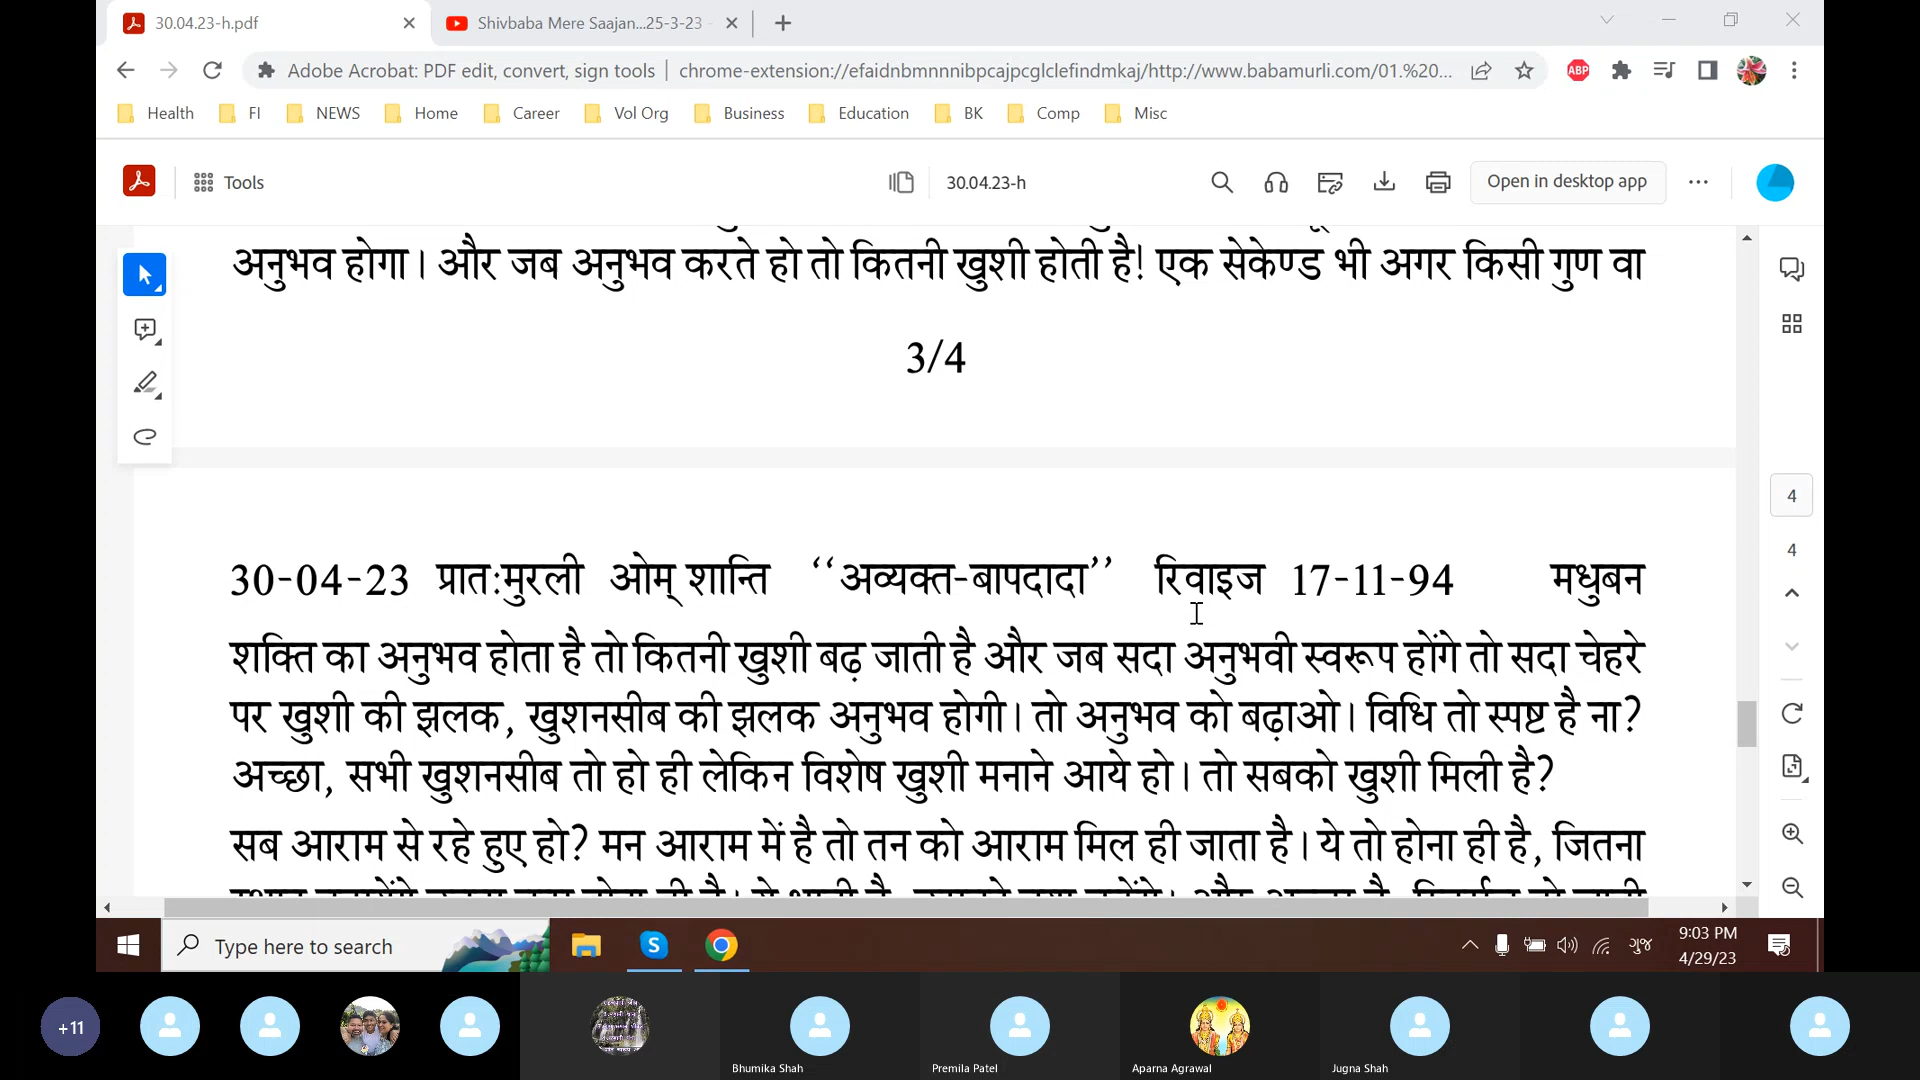 30.04.23-h.pdf
Shivbaba Mere Saajan...25-3-23 -
Adobe Acrobat: PDF edit, convert, sign tools | chrome-extension://efaidnbmnnnibpcajpcglclefindmkaj/http://www.babamurli.com/01.%20...
ABP
Health FI NEWS Home Career Vol Org Business Education BK Comp Misc
Tools 30.04.23-h Open in desktop app
अनुभव होगा। और जब अनुभव करते हो तो कितनी खुशी होती है! एक सेकेण्ड भी अगर किसी गुण वा
3/4
4
4
30-04-23 प्रात:मुरली ओम् शान्ति ‘‘अव्यक्त-बापदादा’’ रिवाइज 17-11-94 मधुबन
शक्ति का अनुभव होता है तो कितनी खुशी बढ़ जाती है और जब सदा अनुभवी स्वरूप होंगे तो सदा चेहरे
पर खुशी की झलक, खुशनसीब की झलक अनुभव होगी। तो अनुभव को बढ़ाओ। विधि तो स्पष्ट है ना?
अच्छा, सभी खुशनसीब तो हो ही लेकिन विशेष खुशी मनाने आये हो। तो सबको खुशी मिली है?
सब आराम से रहे हुए हो? मन आराम में है तो तन को आराम मिल ही जाता है। ये तो होना ही है, जितना
Type here to search
ગુજ
9:03 PM
4/29/23
+11
Bhumika Shah Premila Patel Aparna Agrawal Jugna Shah